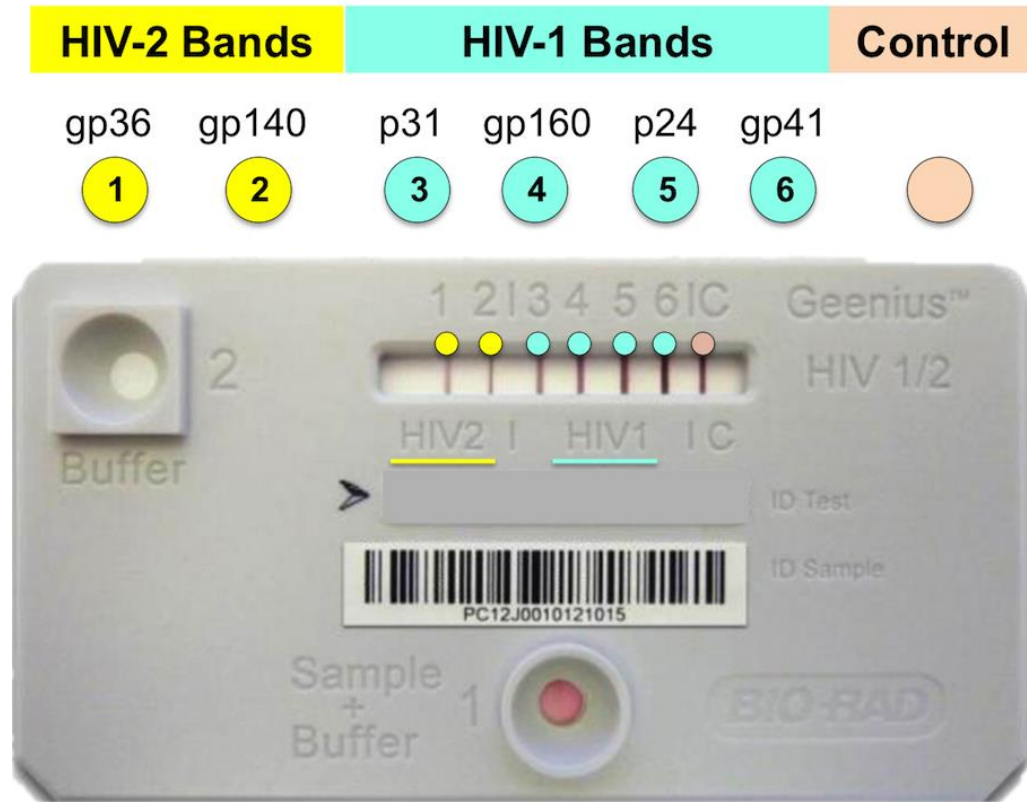 HIV-2 Bands HIV-1 Bands Control
gp36 gp140 p31 gp160 p24 gp41
1 2 3 4 5 6
1 2 I 3 4 5 6 I C Geenius™
2 HIV 1/2
HIV2 I HIV1 I C
Buffer
ID Test
ID Sample
PC12J0010121015
Sample
+ 1
Buffer
BIO-RAD